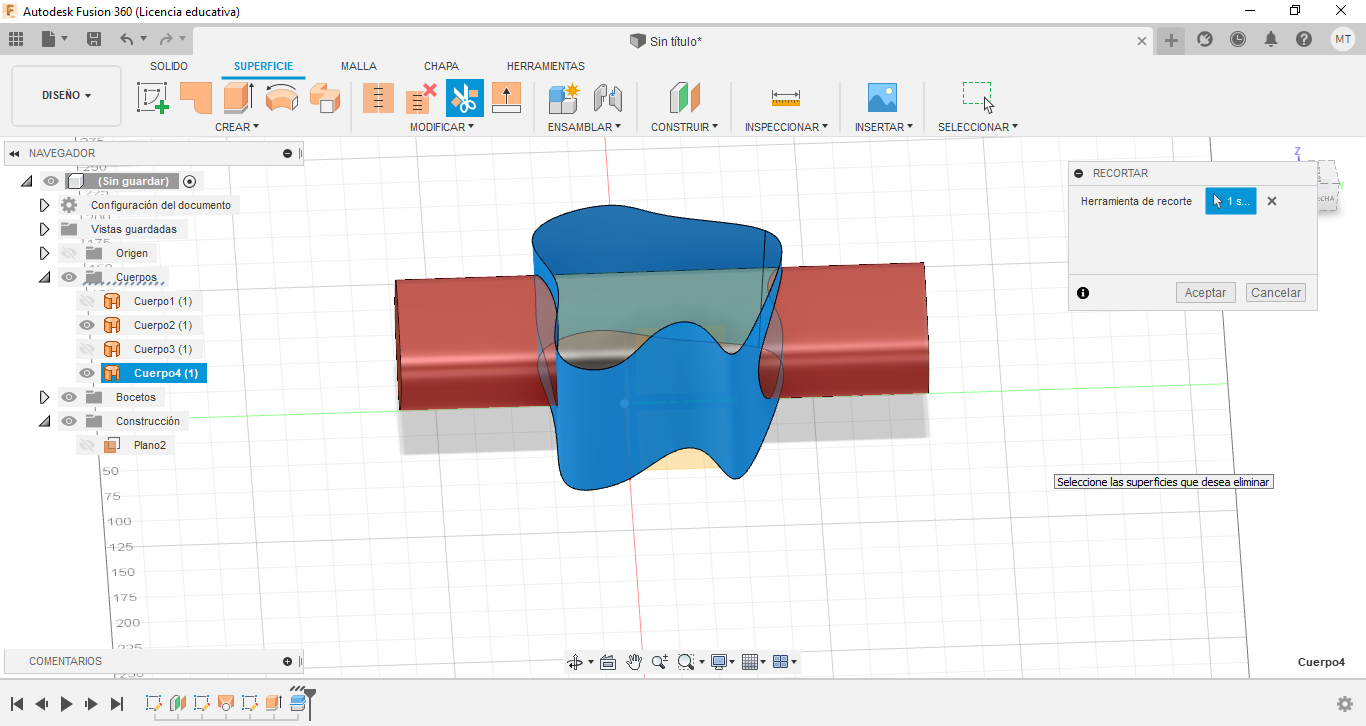 Autodesk Fusion 360 (Licencia educativa)
Sin título*
MT
DISEÑO
SOLIDO
SUPERFICIE
MALLA
CHAPA
HERRAMIENTAS
CREAR
MODIFICAR
ENSAMBLAR
CONSTRUIR
INSPECCIONAR
INSERTAR
SELECCIONAR
NAVEGADOR
(Sin guardar)
Configuración del documento
Vistas guardadas
Origen
Cuerpos
Cuerpo1 (1)
Cuerpo2 (1)
Cuerpo3 (1)
Cuerpo4 (1)
Bocetos
Construcción
Plano2
50
75
100
125
150
175
200
225
Z
RECORTAR
Herramienta de recorte
1 s...
Aceptar
Cancelar
Seleccione las superficies que desea eliminar
COMENTARIOS
Cuerpo4